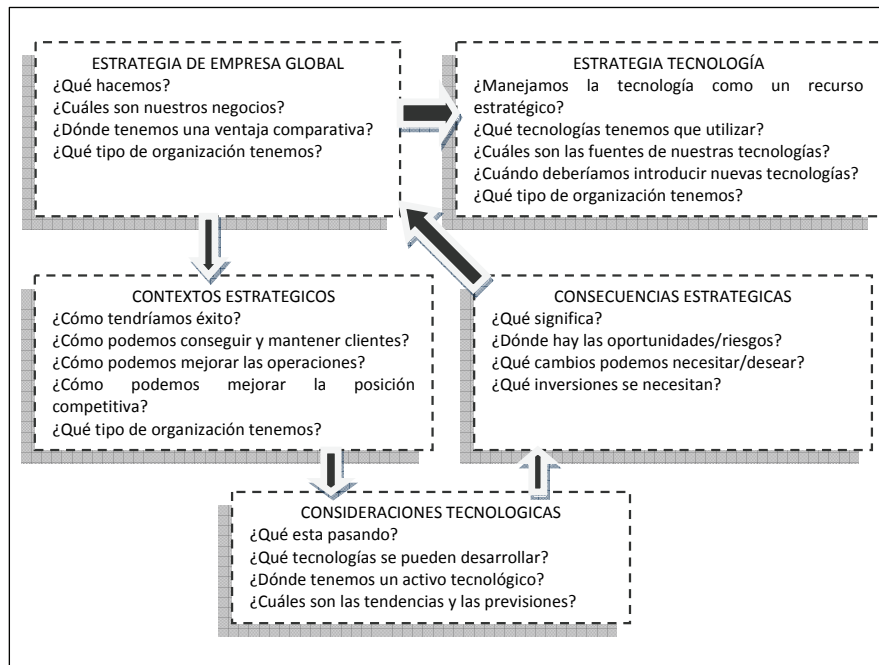 ESTRATEGIA DE EMPRESA GLOBAL
¿Qué hacemos?
¿Cuáles son nuestros negocios?
¿Dónde tenemos una ventaja comparativa?
¿Qué tipo de organización tenemos?
ESTRATEGIA TECNOLOGÍA
¿Manejamos la tecnología como un recurso
estratégico?
¿Qué tecnologías tenemos que utilizar?
¿Cuáles son las fuentes de nuestras tecnologías?
¿Cuándo deberíamos introducir nuevas tecnologías?
¿Qué tipo de organización tenemos?
CONTEXTOS ESTRATEGICOS
¿Cómo tendríamos éxito?
¿Cómo podemos conseguir y mantener clientes?
¿Cómo podemos mejorar las operaciones?
¿Cómo podemos mejorar la posición
competitiva?
¿Qué tipo de organización tenemos?
CONSECUENCIAS ESTRATEGICAS
¿Qué significa?
¿Dónde hay las oportunidades/riesgos?
¿Qué cambios podemos necesitar/desear?
¿Qué inversiones se necesitan?
CONSIDERACIONES TECNOLOGICAS
¿Qué esta pasando?
¿Qué tecnologías se pueden desarrollar?
¿Dónde tenemos un activo tecnológico?
¿Cuáles son las tendencias y las previsiones?